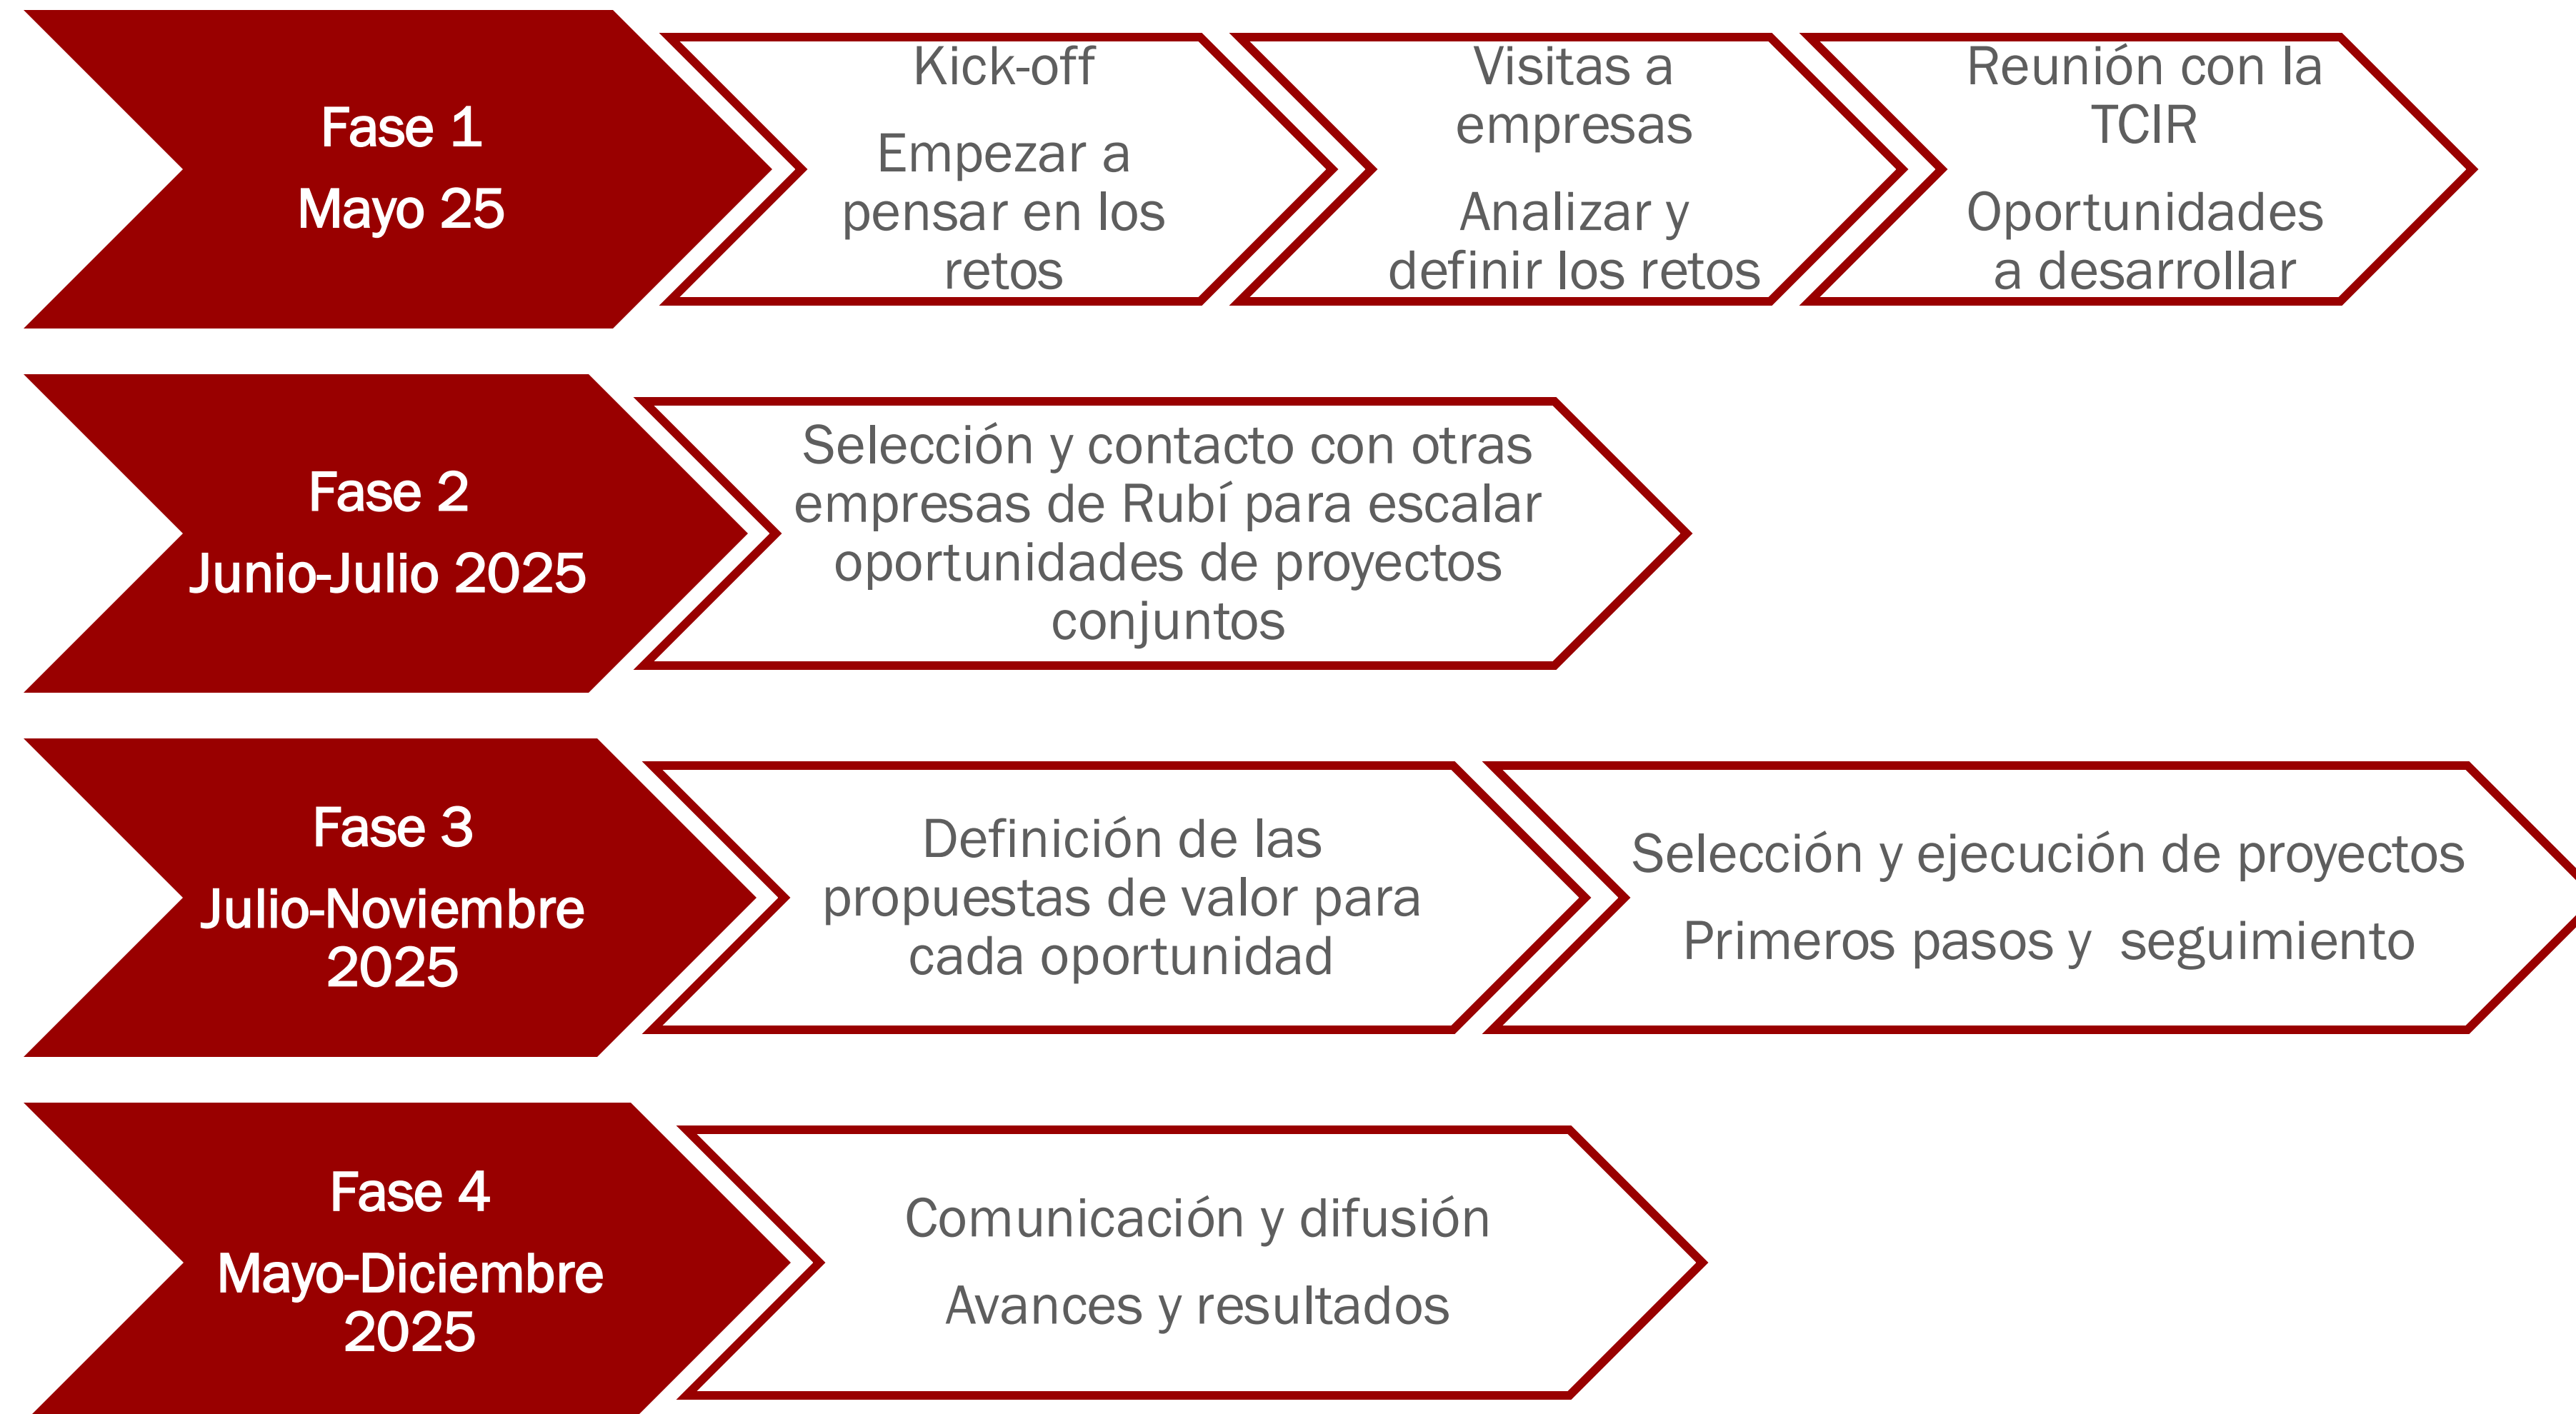 Fase 1
Mayo 25
Kick-off
Empezar a
pensar en los
retos
Visitas a
empresas
Analizar y
definir los retos
Reunión con la
TCIR
Oportunidades
a desarrollar
Fase 2
Junio-Julio 2025
Selección y contacto con otras
empresas de Rubí para escalar
oportunidades de proyectos
conjuntos
Fase 3
Julio-Noviembre
2025
Definición de las
propuestas de valor para
cada oportunidad
Selección y ejecución de proyectos
Primeros pasos y  seguimiento
Fase 4
Mayo-Diciembre
2025
Comunicación y difusión
Avances y resultados